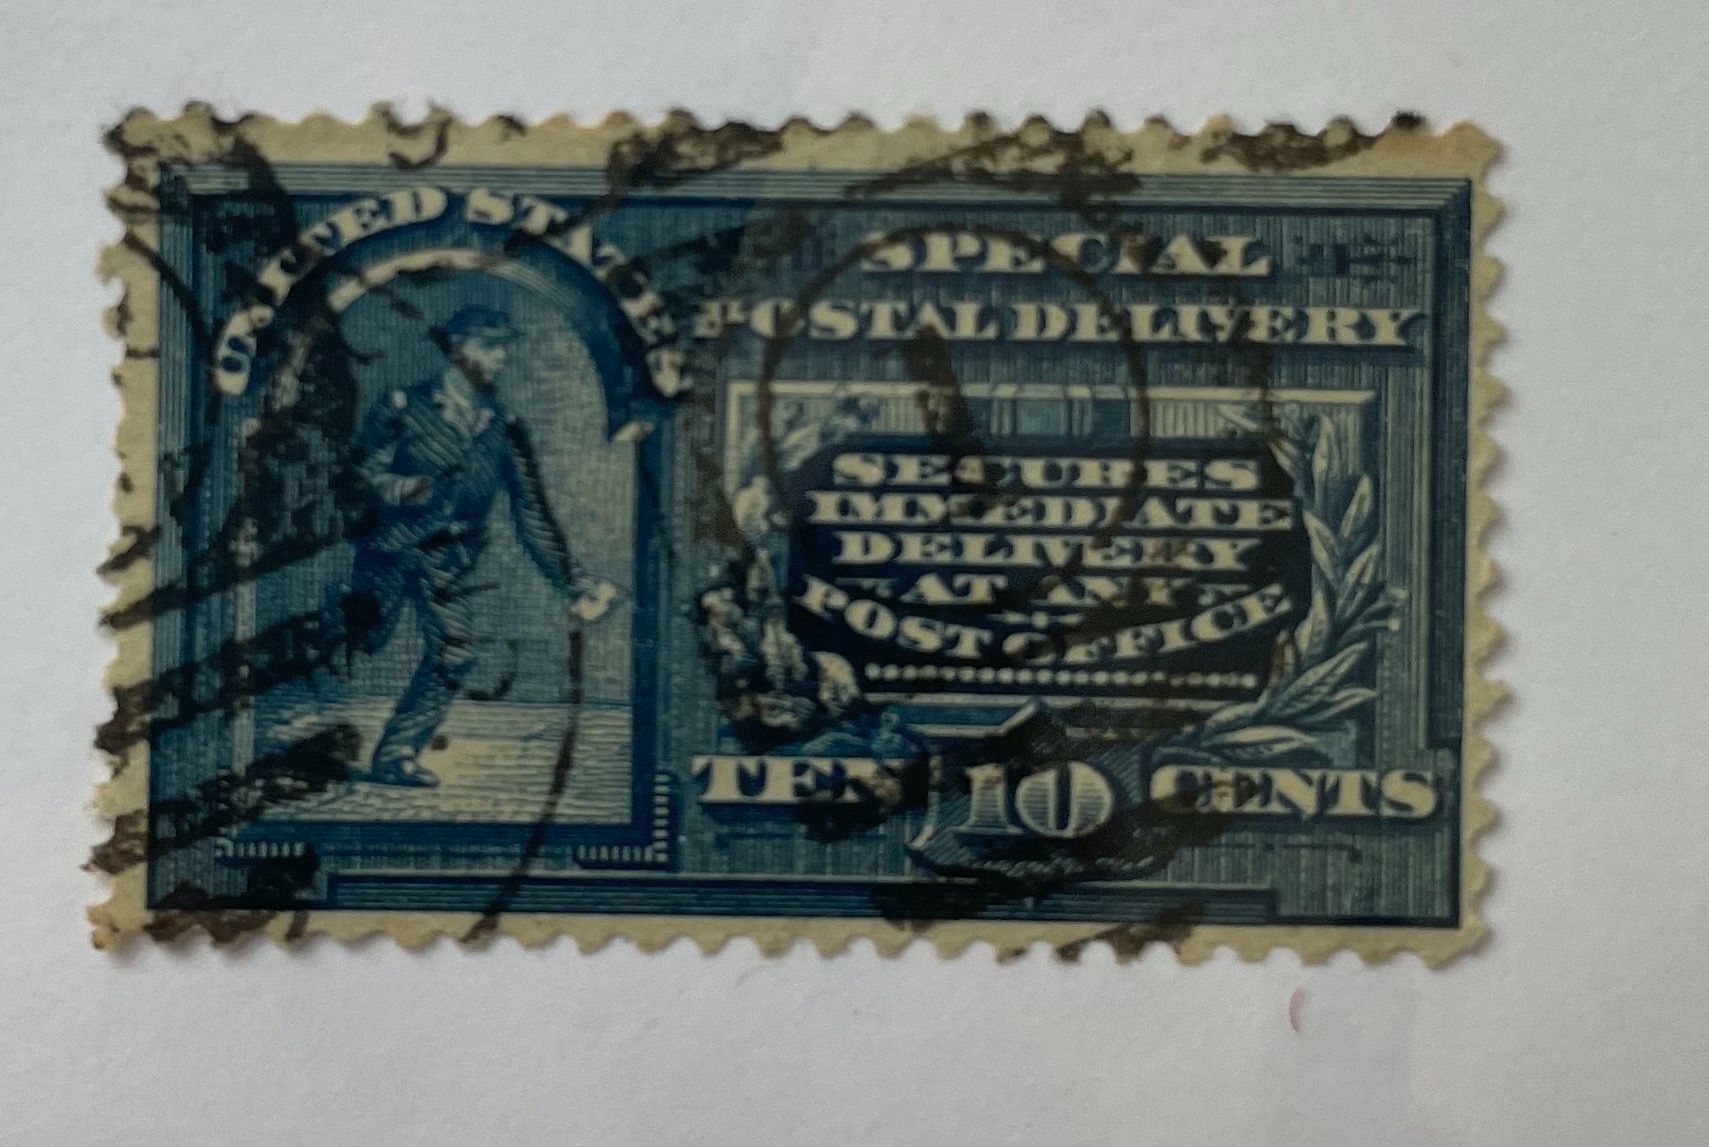 UNITED STATES
SPECIAL
POSTAL DELIVERY
SECURES
IMMEDIATE
DELIVERY
AT ANY
POST OFFICE
TEN 10 CENTS